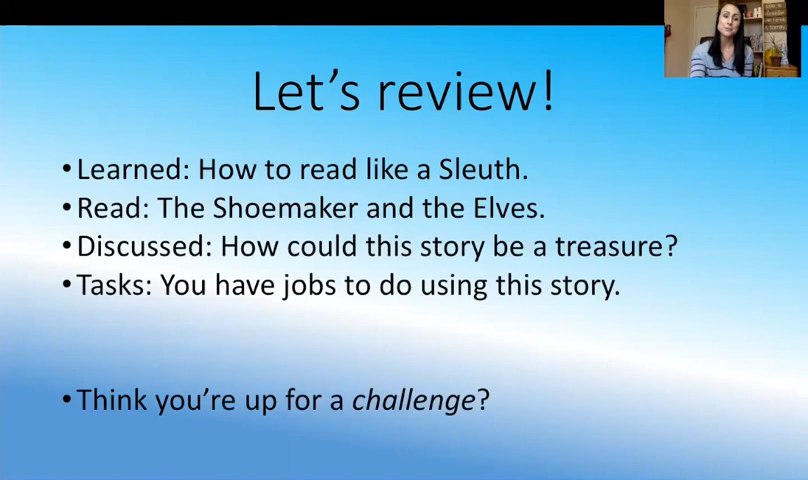 Let's review!
•Learned: How to read like a Sleuth.
•Read: The Shoemaker and the Elves.
•Discussed: How could this story be a treasure?
•Tasks: You have jobs to do using this story.
•Think you're up for a challenge?